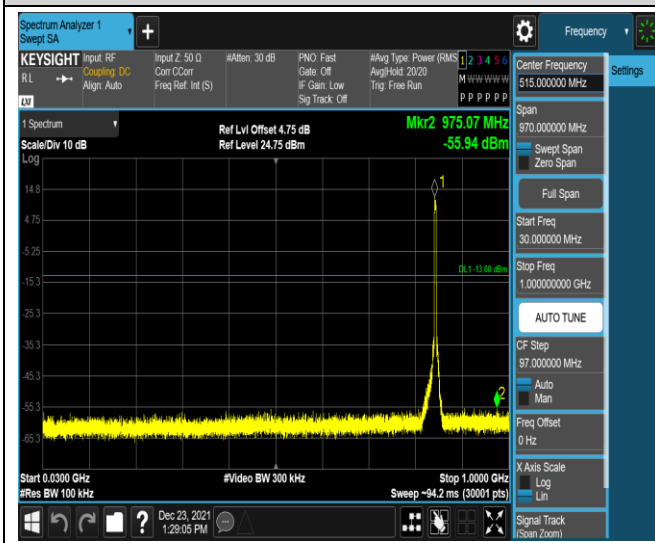 Spectrum Analyzer 1
Swept SA
Frequency
KEYSIGHT
RL
LXI
Input: RF
Coupling: DC
Align: Auto
Input Z: 50 Ω
Corr CCorr
Freq Ref: Int (S)
#Atten: 30 dB
PNO: Fast
Gate: Off
IF Gain: Low
Sig Track: Off
#Avg Type: Power (RMS
Avg|Hold: 20/20
Trig: Free Run
1 2 3 4 5 6
M W W W W W
P P P P P P
1 Spectrum
Scale/Div 10 dB
Log
Ref Lvl Offset 4.75 dB
Ref Level 24.75 dBm
Mkr2 975.07 MHz
-55.94 dBm
14.8
4.75
-5.25
-15.3
-25.3
-35.3
-45.3
-55.3
-65.3
1
DL1 -13.00 dBm
2
Start 0.0300 GHz
#Res BW 100 kHz
#Video BW 300 kHz
Stop 1.0000 GHz
Sweep ~94.2 ms (30001 pts)
?
Dec 23, 2021
1:29:05 PM
Center Frequency
515.000000 MHz
Settings
Span
970.000000 MHz
Swept Span
Zero Span
Full Span
Start Freq
30.000000 MHz
Stop Freq
1.000000000 GHz
AUTO TUNE
CF Step
97.000000 MHz
Auto
Man
Freq Offset
0 Hz
X Axis Scale
Log
Lin
Signal Track
(Span Zoom)